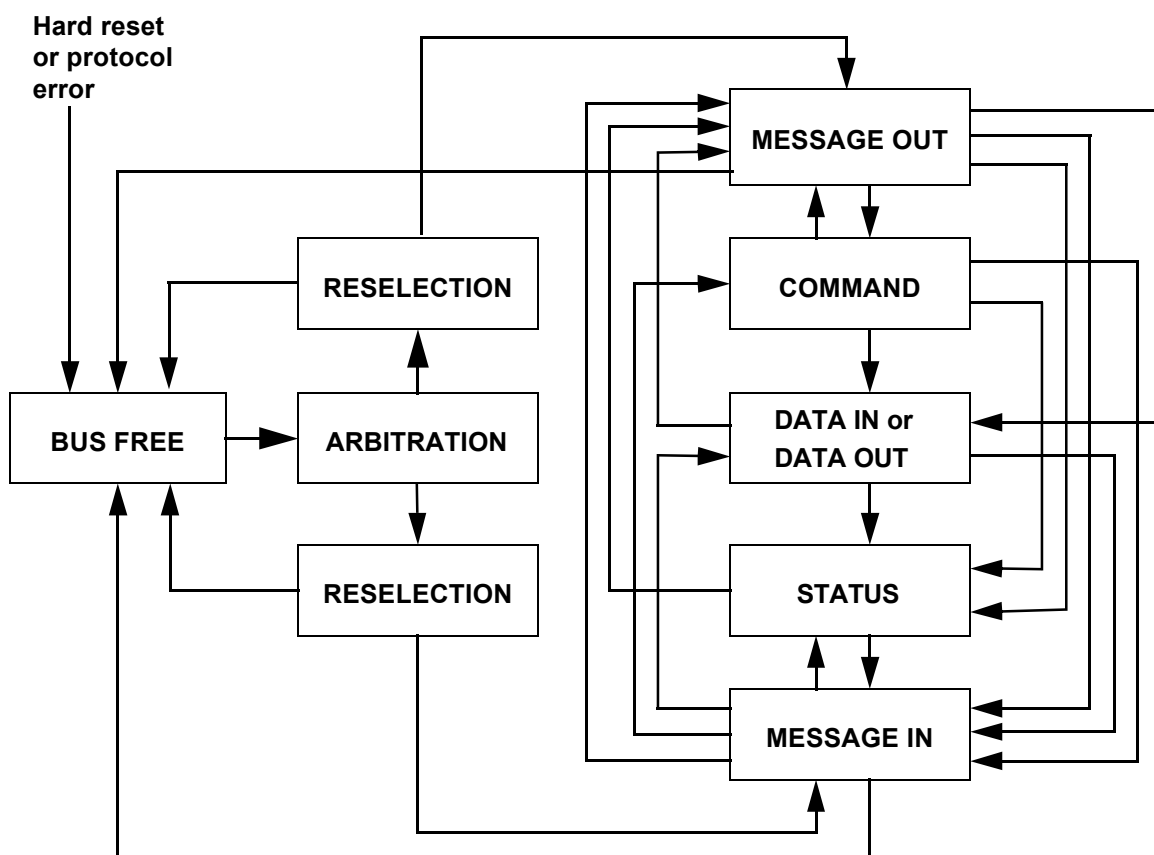 Hard reset
or protocol
error
MESSAGE OUT
RESELECTION
COMMAND
BUS FREE
ARBITRATION
DATA IN or
DATA OUT
RESELECTION
STATUS
MESSAGE IN